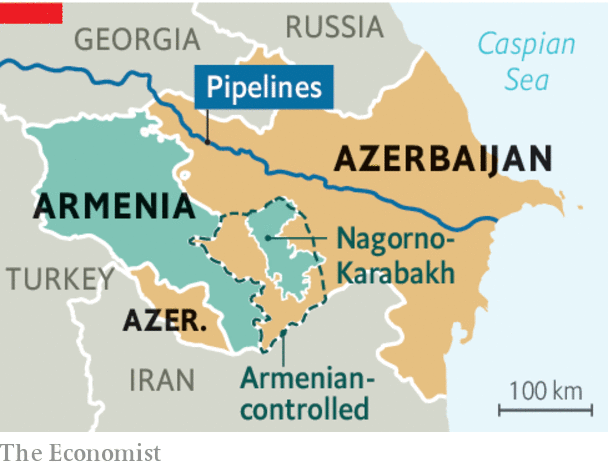 GEORGIA
RUSSIA
Caspian
Sea
Pipelines
AZERBAIJAN
ARMENIA
Nagorno-
Karabakh
TURKEY
AZER.
IRAN
Armenian-
controlled
100 km
The Economist